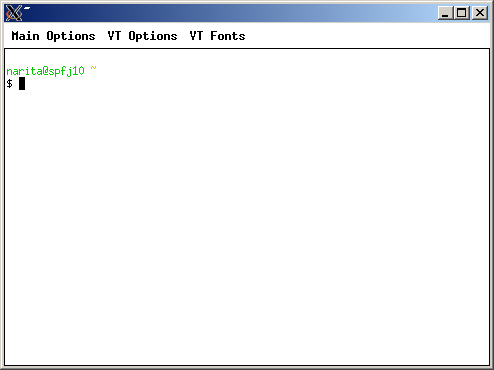 ~
Main Options VT Options VT Fonts
narita@spfj10 ~
$